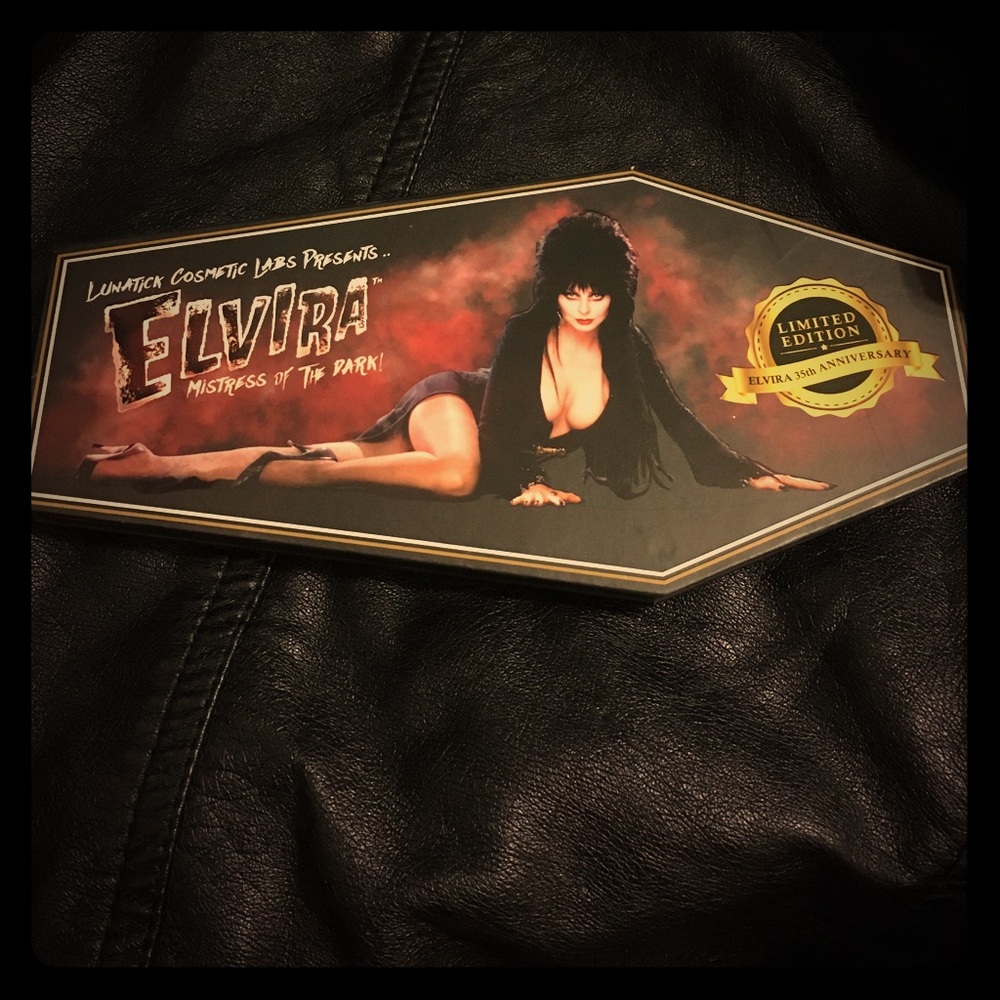 Lunatick Cosmetic Labs Presents..
ELVIRA™
Mistress of The Dark!
LIMITED
EDITION
ELVIRA 35th ANNIVERSARY